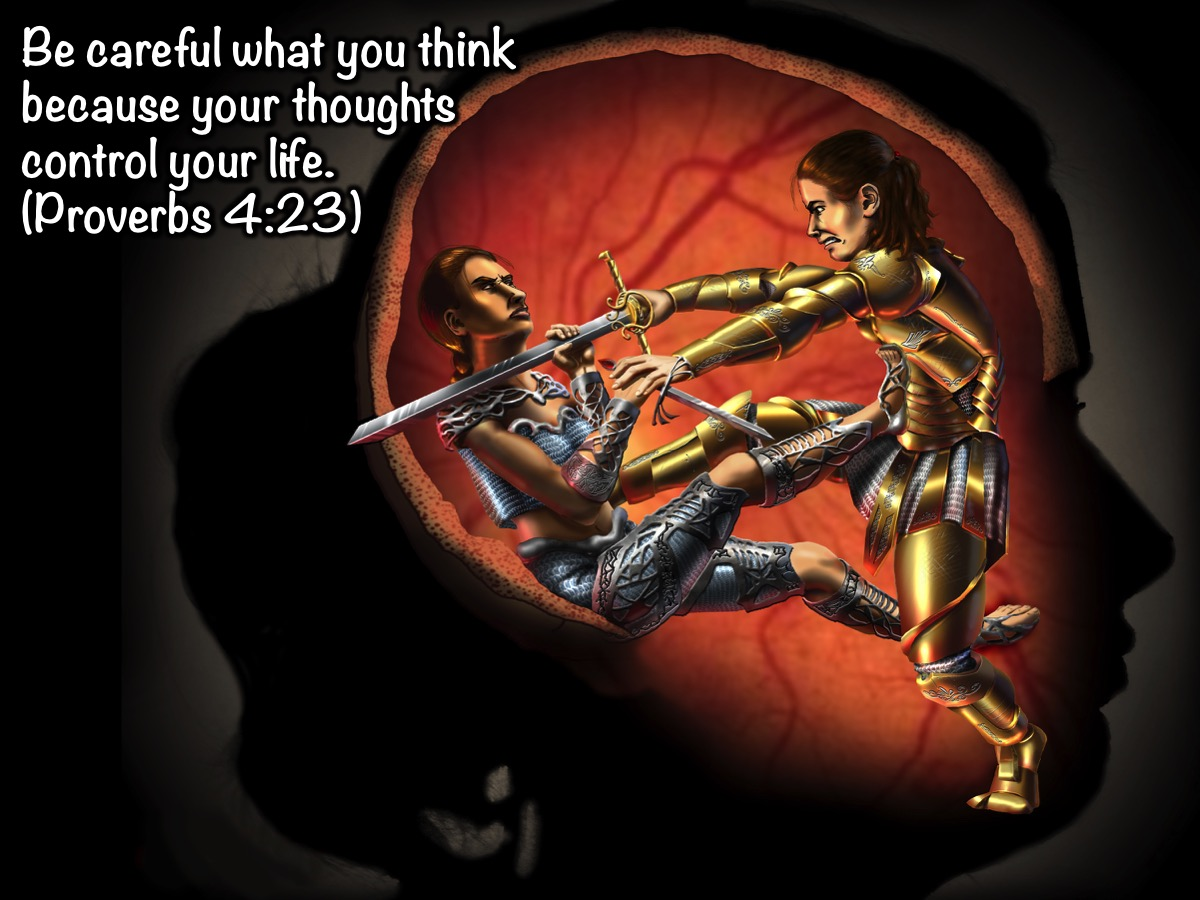 Be careful what you think
because your thoughts
control your life.
(Proverbs 4:23)